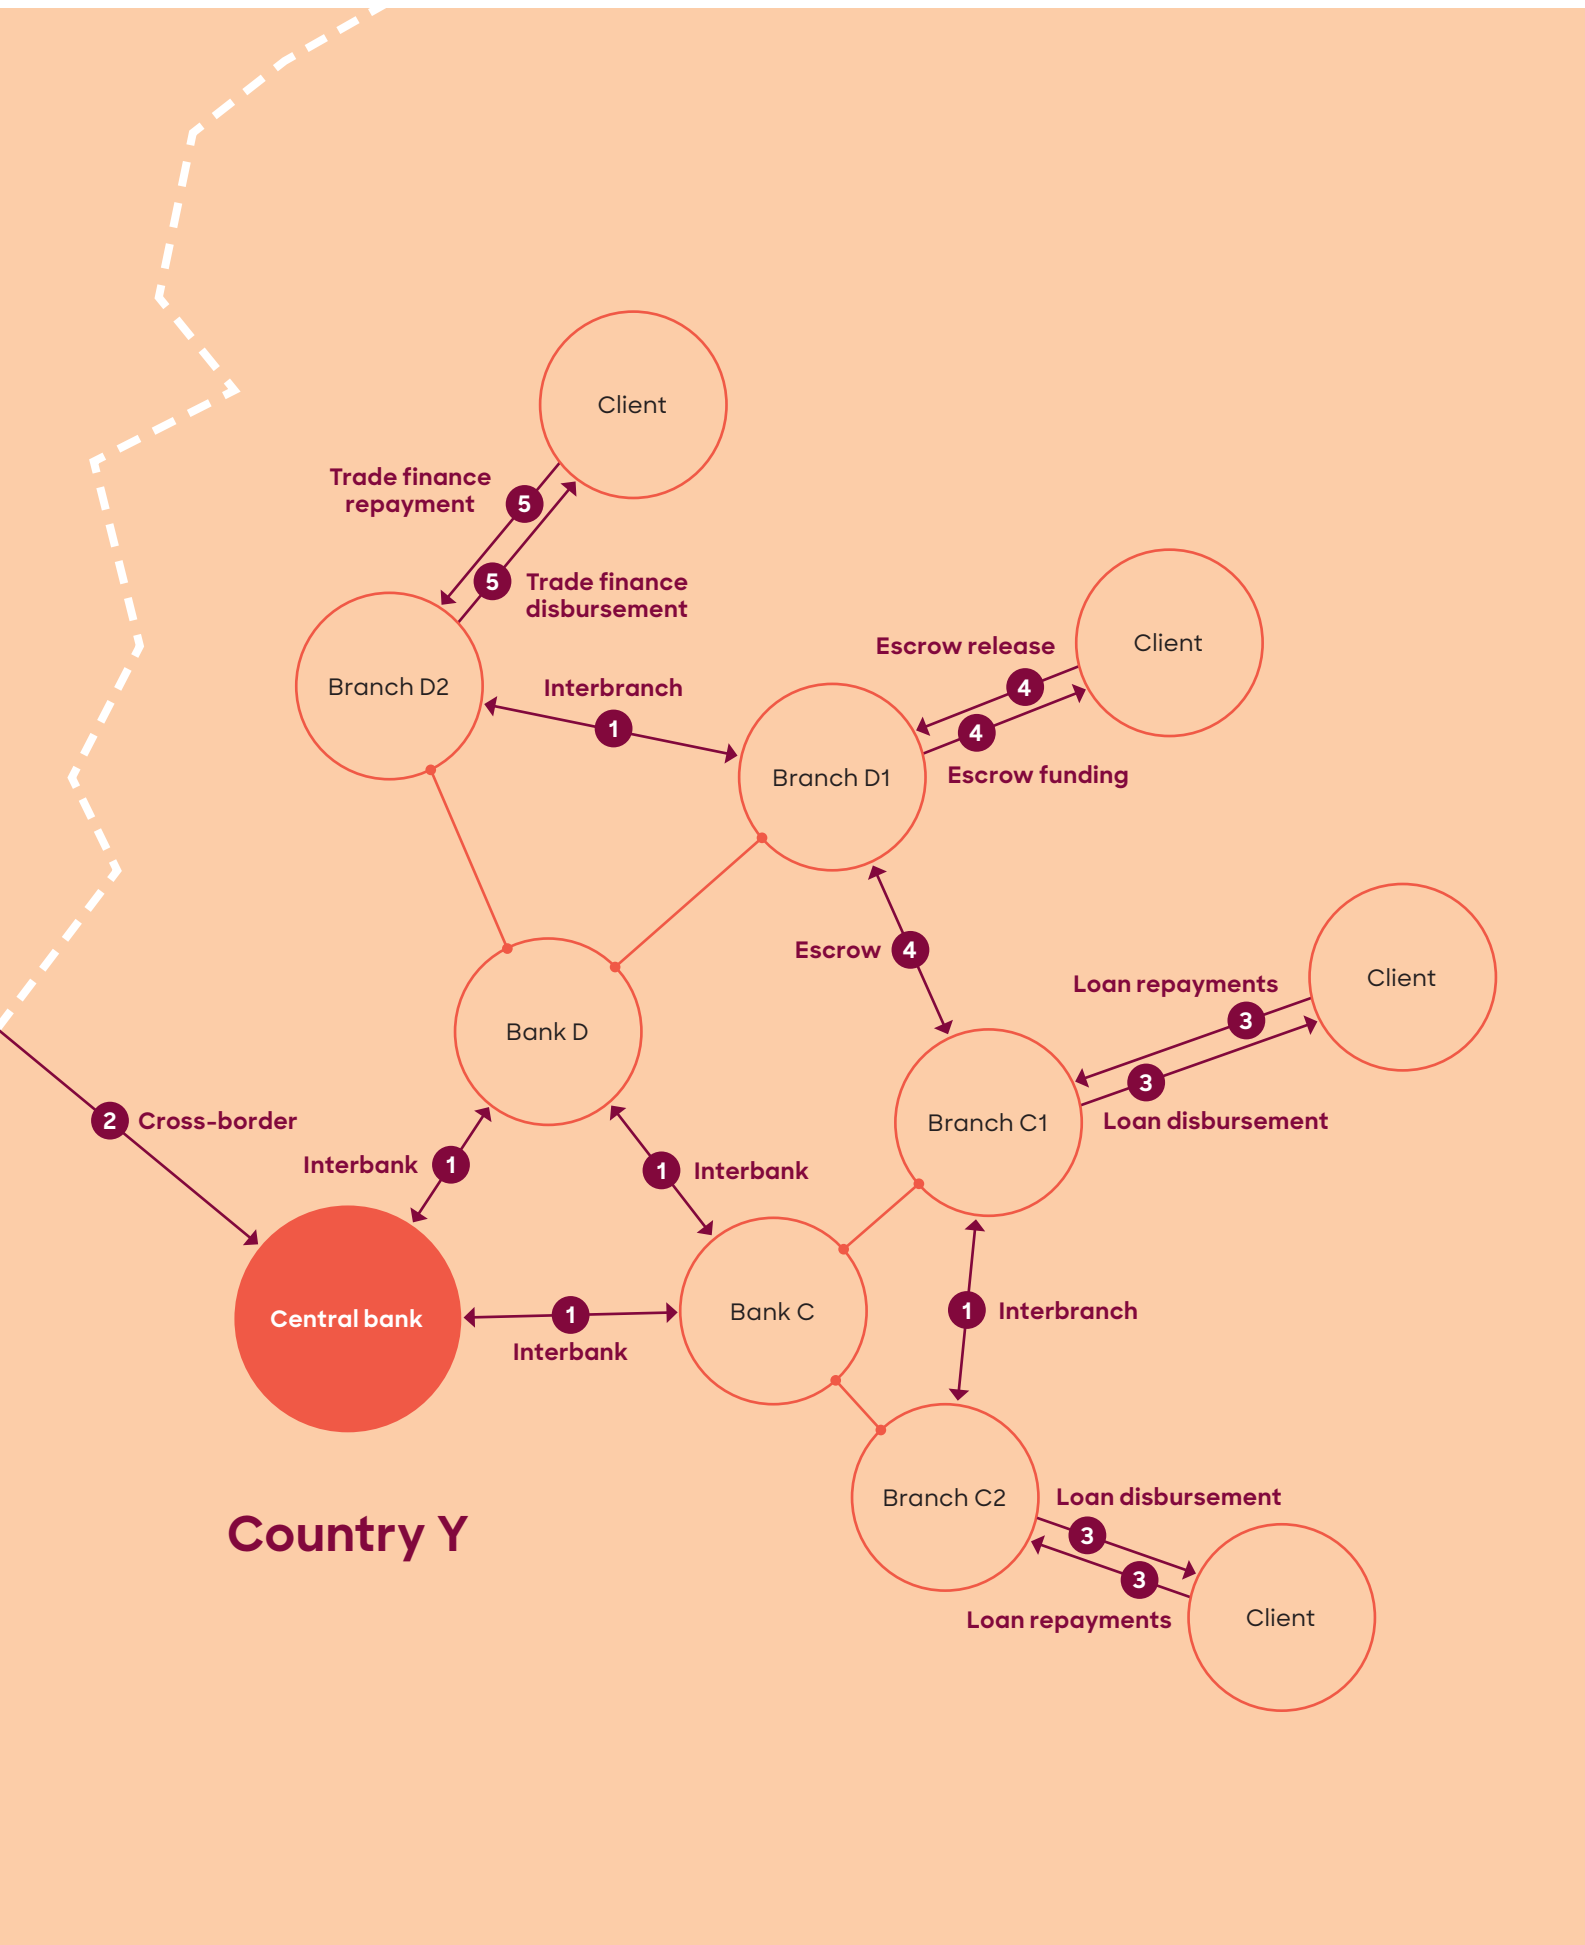 Client
Trade finance
repayment
5
5
Trade finance
disbursement
Branch D2
Interbranch
1
Client
Escrow release
4
4
Escrow funding
Branch D1
Escrow
4
Client
Loan repayments
3
3
Loan disbursement
Bank D
Branch C1
2
Cross-border
Interbank
1
1
Interbank
Central bank
1
Interbank
Bank C
1
Interbranch
Country Y
Branch C2
Loan disbursement
3
3
Loan repayments
Client